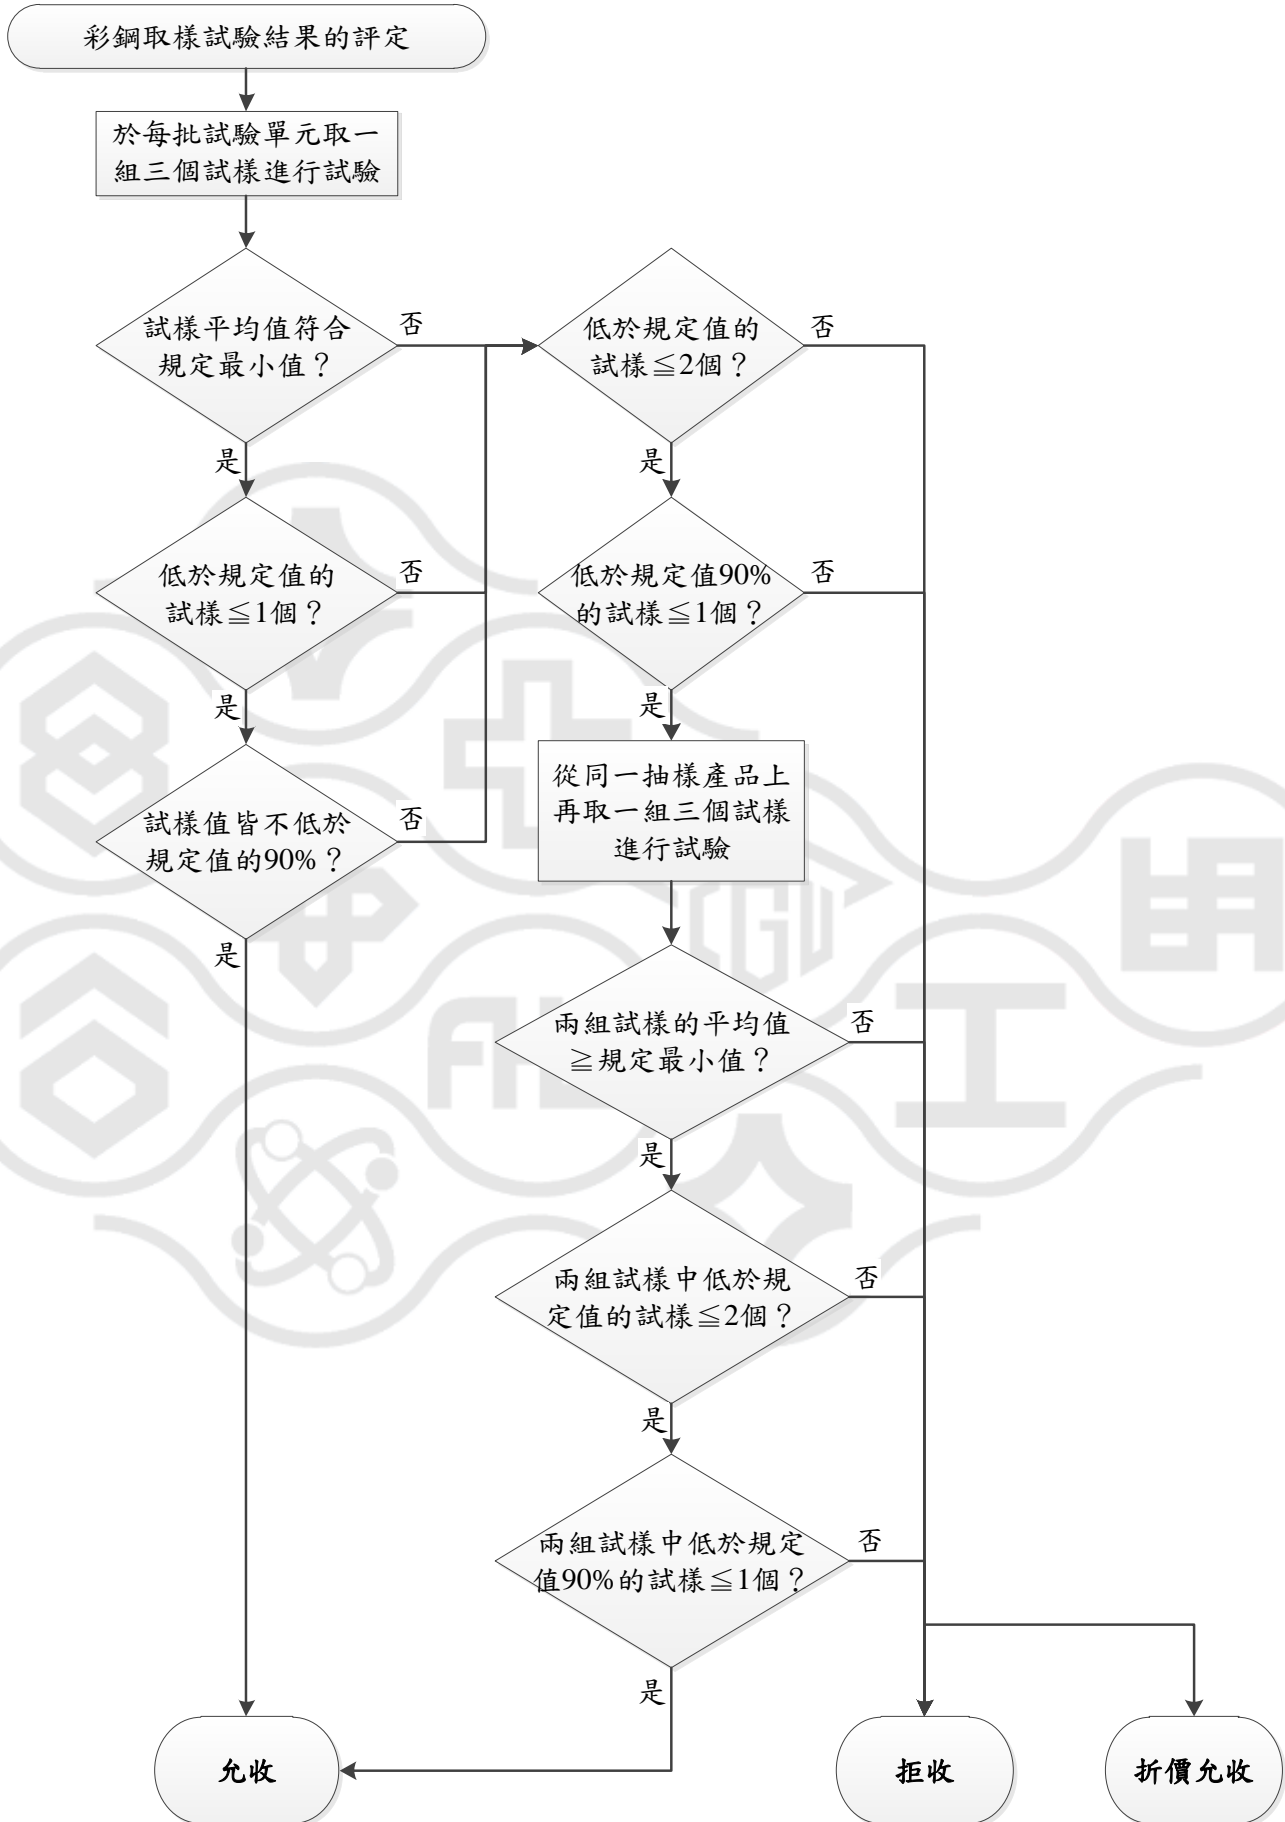 彩鋼取樣試驗結果的評定
於每批試驗單元取一
組三個試樣進行試驗
試樣平均值符合
規定最小值？
否
是
低於規定值的
試樣≦2個？
否
是
低於規定值的
試樣≦1個？
否
是
低於規定值90%
的試樣≦1個？
否
是
試樣值皆不低於
規定值的90%？
否
是
從同一抽樣產品上
再取一組三個試樣
進行試驗
兩組試樣的平均值
≧規定最小值？
否
是
兩組試樣中低於規
定值的試樣≦2個？
否
是
兩組試樣中低於規定
值90%的試樣≦1個？
否
是
允收
拒收
折價允收